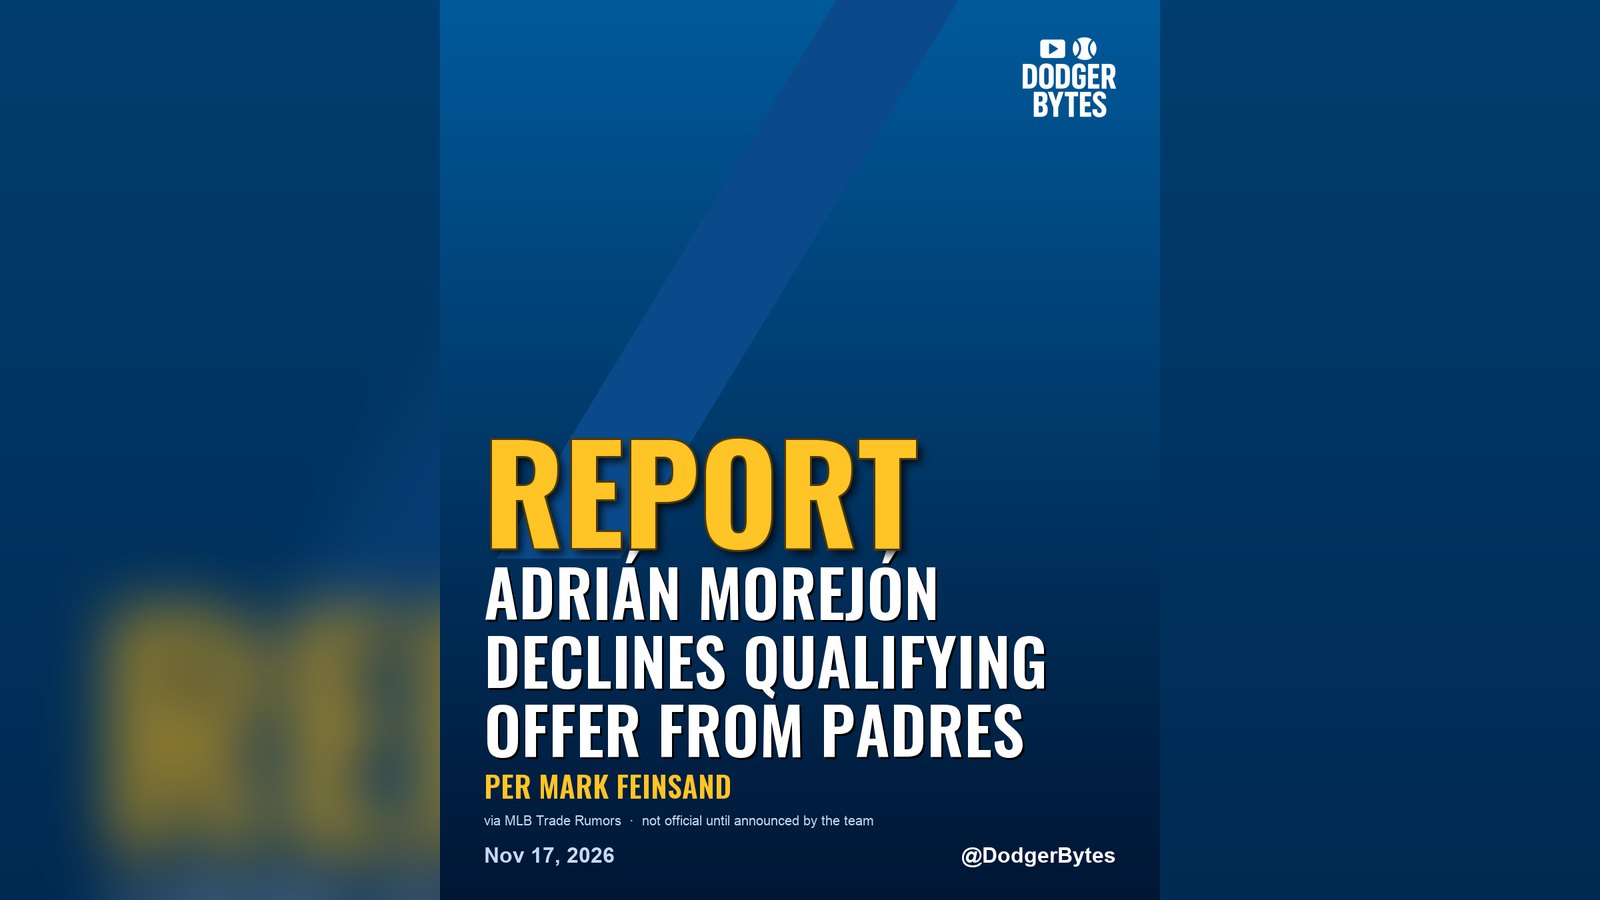 DODGER
BYTES
REPORT
ADRIÁN MOREJÓN
DECLINES QUALIFYING
OFFER FROM PADRES
PER MARK FEINSAND
via MLB Trade Rumors · not official until announced by the team
Nov 17, 2026
@DodgerBytes